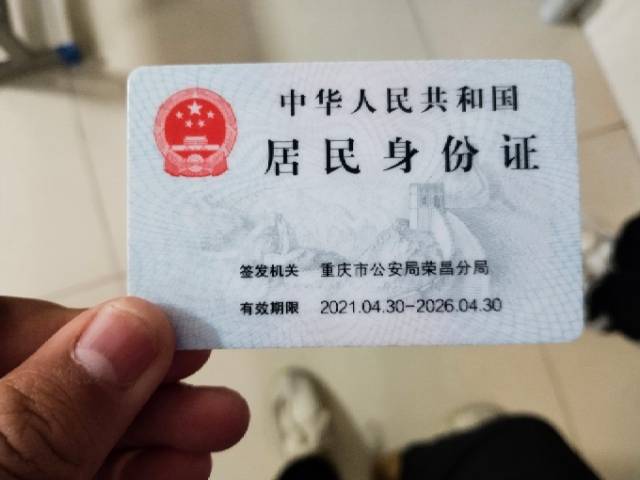 中华人民共和国
居民身份证
签发机关 重庆市公安局荣昌分局
有效期限 2021.04.30-2026.04.30